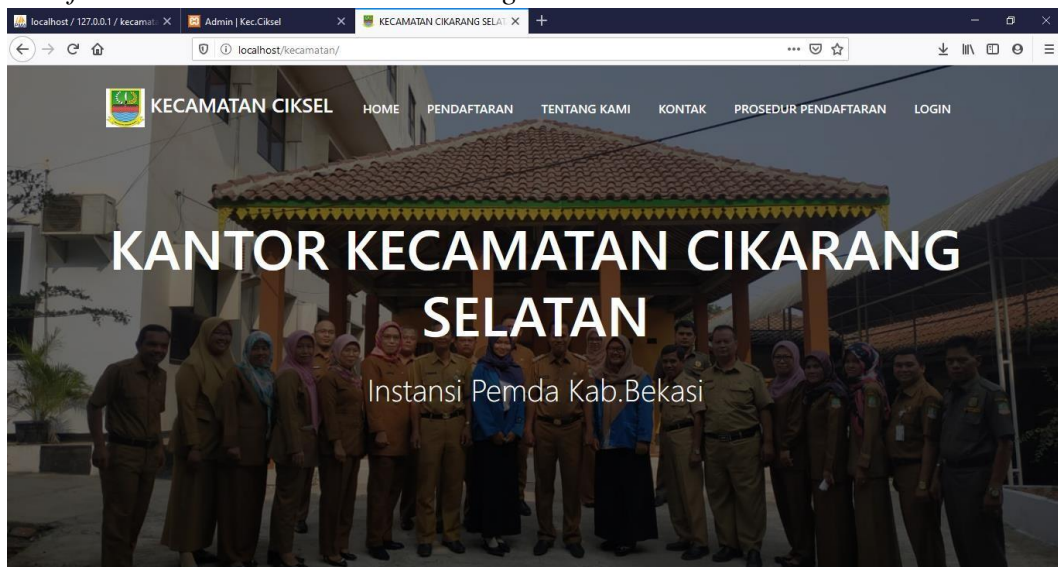 localhost / 127.0.0.1 / kecamat
Admin | Kec.Ciksel
KECAMATAN CIKARANG SELAT
localhost/kecamatan/
KECAMATAN CIKSEL
HOME
PENDAFTARAN
TENTANG KAMI
KONTAK
PROSEDUR PENDAFTARAN
LOGIN
KANTOR KECAMATAN CIKARANG
SELATAN
Instansi Pemda Kab.Bekasi